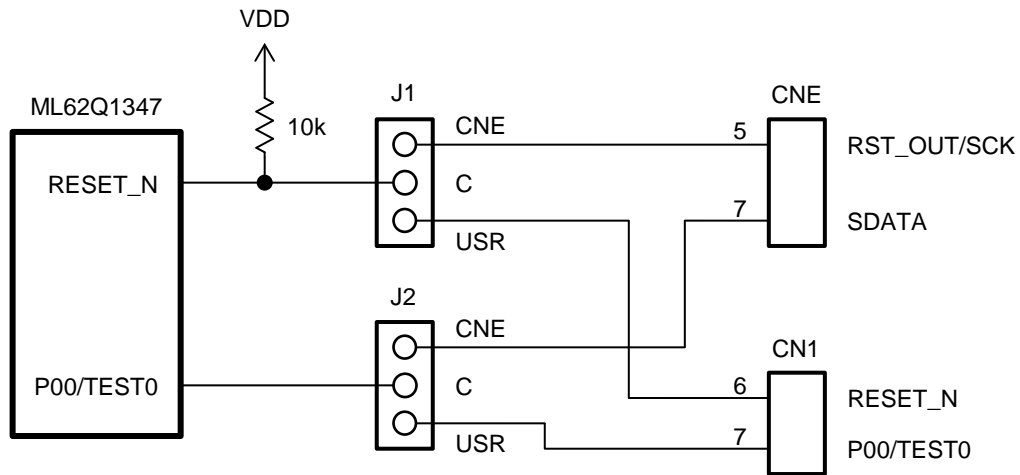 VDD
ML62Q1347
10k
RESET_N
P00/TEST0
J1
CNE
C
USR
J2
CNE
C
USR
CNE
5
RST_OUT/SCK
7
SDATA
CN1
6
RESET_N
7
P00/TEST0